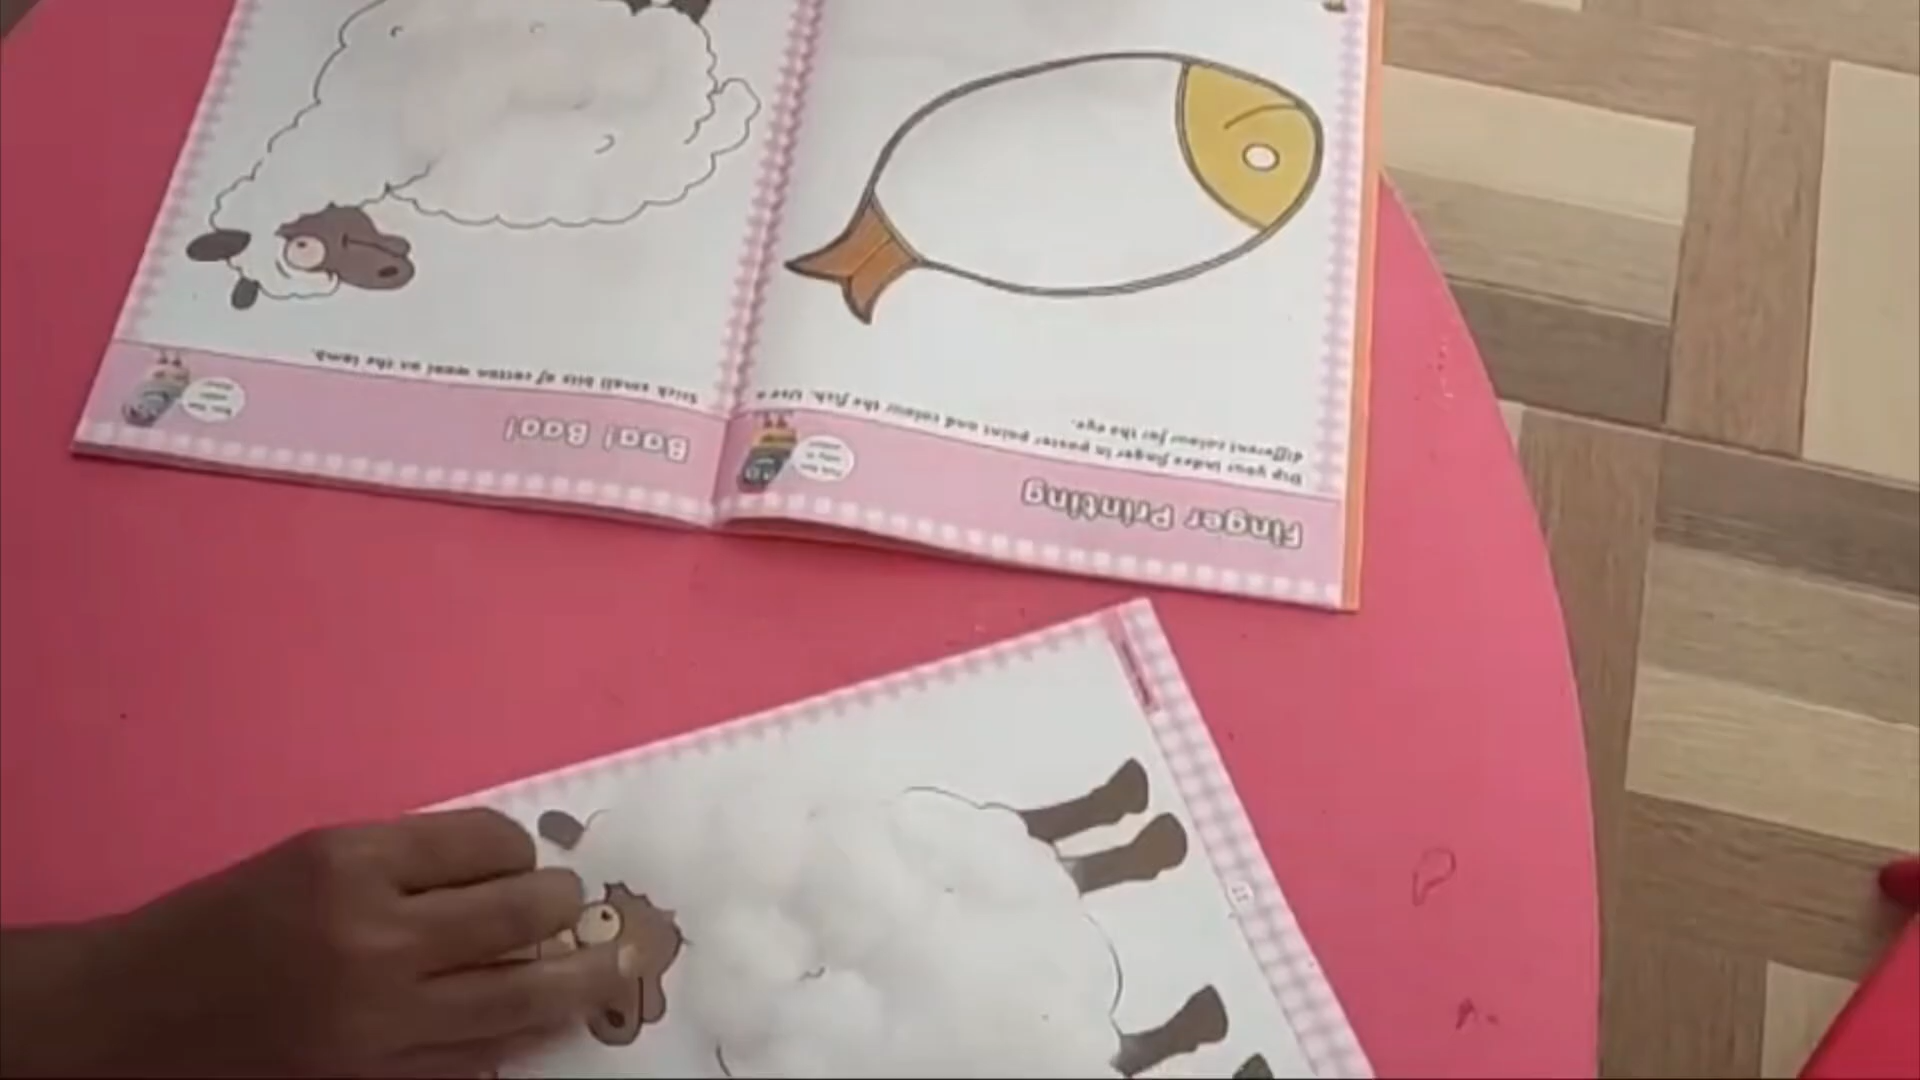 Finger Printing
Dip your index finger in poster paint and colour the fish. Use a
different colour for the eye.
Baa! Baa!
Stick small bits of cotton wool on the lamb.